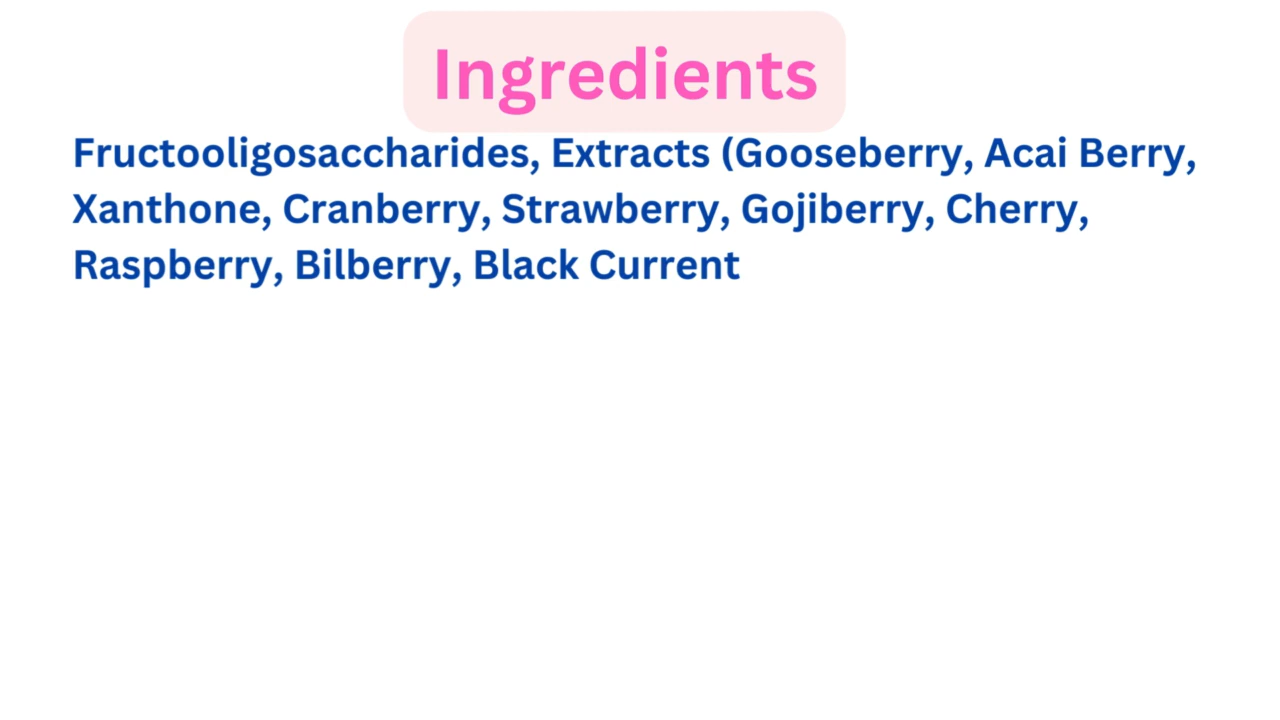 Ingredients
Fructooligosaccharides, Extracts (Gooseberry, Acai Berry,
Xanthone, Cranberry, Strawberry, Gojiberry, Cherry,
Raspberry, Bilberry, Black Current